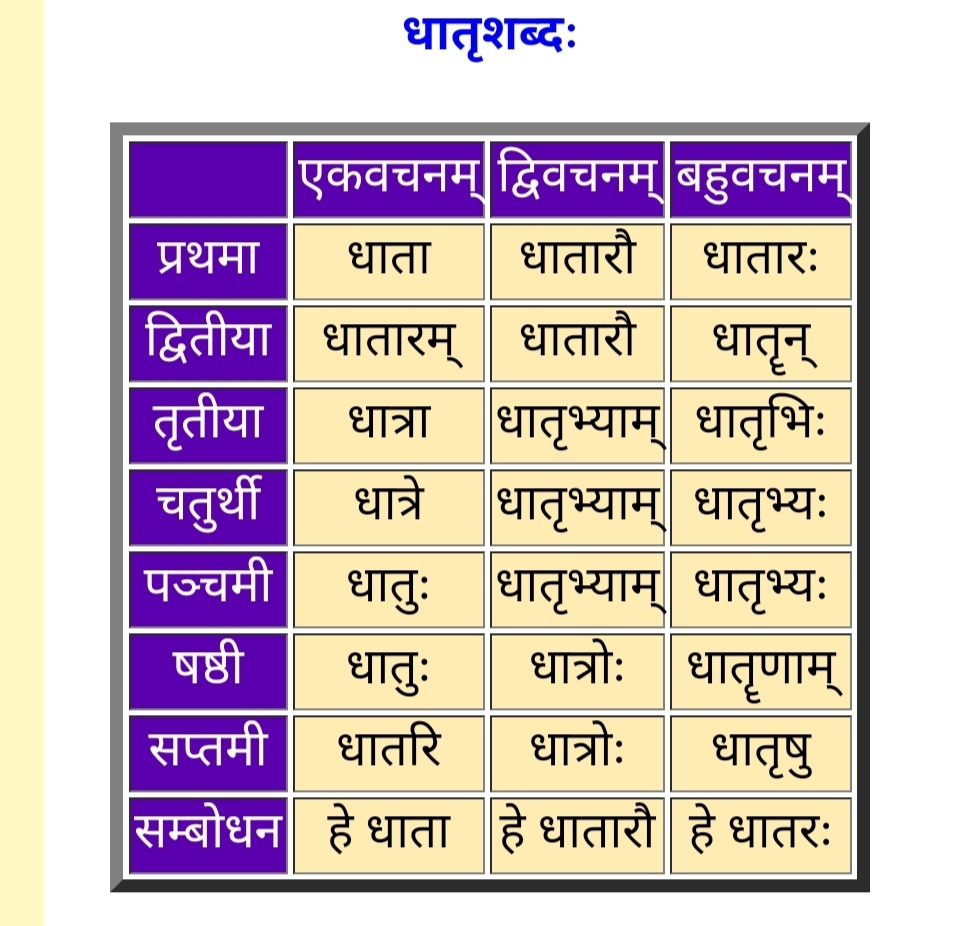 धातृशब्दः
एकवचनम् द्विवचनम् बहुवचनम्
प्रथमा धाता धातारौ धातारः
द्वितीया धातारम् धातारौ धातॄन्
तृतीया धात्रा धातृभ्याम् धातृभिः
चतुर्थी धात्रे धातृभ्याम् धातृभ्यः
पञ्चमी धातुः धातृभ्याम् धातृभ्यः
षष्ठी धातुः धात्रोः धातॄणाम्
सप्तमी धातरि धात्रोः धातृषु
सम्बोधन हे धाता हे धातारौ हे धातरः